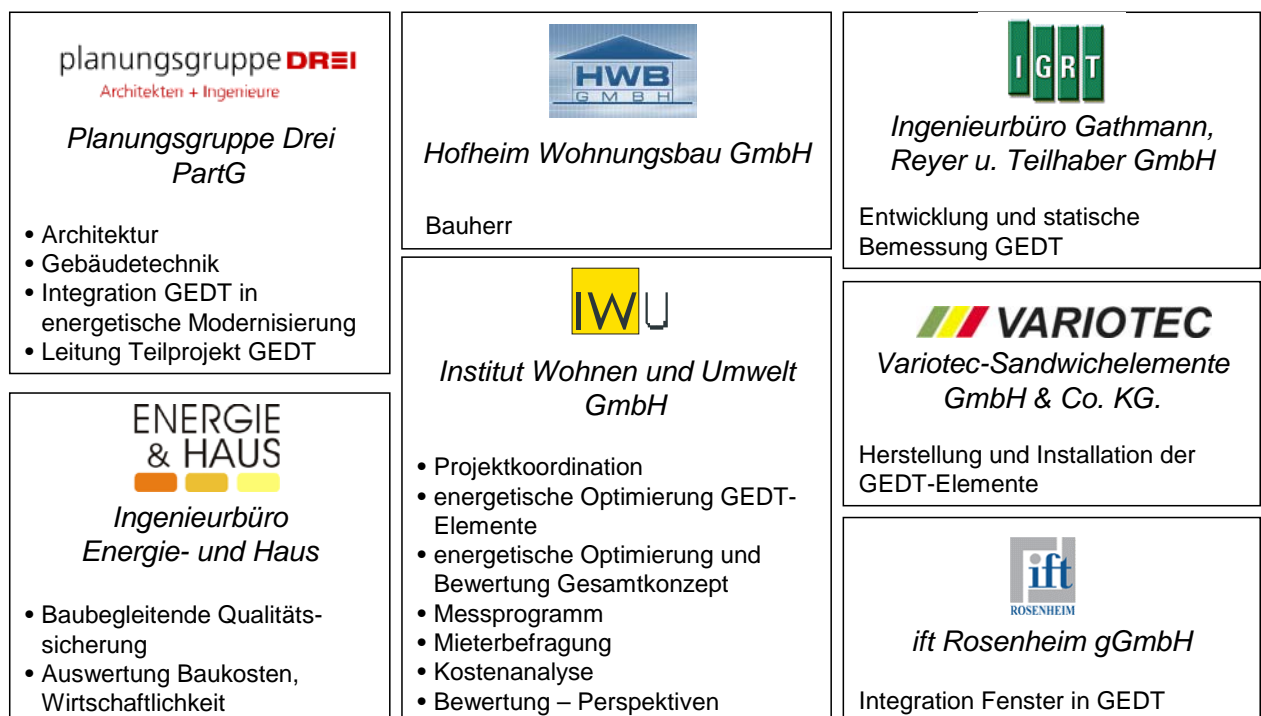 planungsgruppe DREI
Architekten + Ingenieure
Planungsgruppe Drei
PartG
• Architektur
• Gebäudetechnik
• Integration GEDT in
energetische Modernisierung
• Leitung Teilprojekt GEDT
ENERGIE
& HAUS
Ingenieurbüro
Energie- und Haus
• Baubegleitende Qualitäts-
sicherung
• Auswertung Baukosten,
Wirtschaftlichkeit
HWB
GMBH
Hofheim Wohnungsbau GmbH
Bauherr
IWU
Institut Wohnen und Umwelt
GmbH
• Projektkoordination
• energetische Optimierung GEDT-
Elemente
• energetische Optimierung und
Bewertung Gesamtkonzept
• Messprogramm
• Mieterbefragung
• Kostenanalyse
• Bewertung – Perspektiven
IGRT
Ingenieurbüro Gathmann,
Reyer u. Teilhaber GmbH
Entwicklung und statische
Bemessung GEDT
VARIOTEC
Variotec-Sandwichelemente
GmbH & Co. KG.
Herstellung und Installation der
GEDT-Elemente
ift
ROSENHEIM
ift Rosenheim gGmbH
Integration Fenster in GEDT